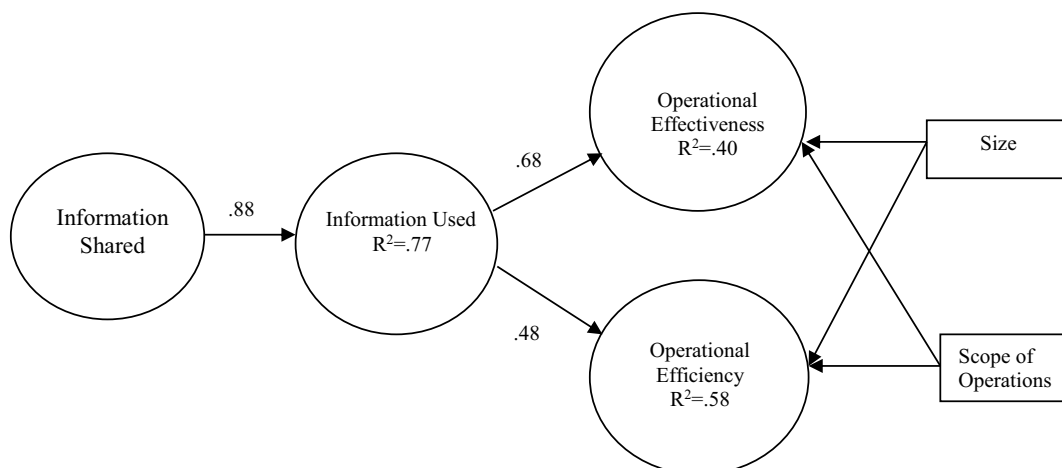 Information
Shared
.88
Information Used
R²=.77
.68
.48
Operational
Effectiveness
R²=.40
Operational
Efficiency
R²=.58
Size
Scope of
Operations